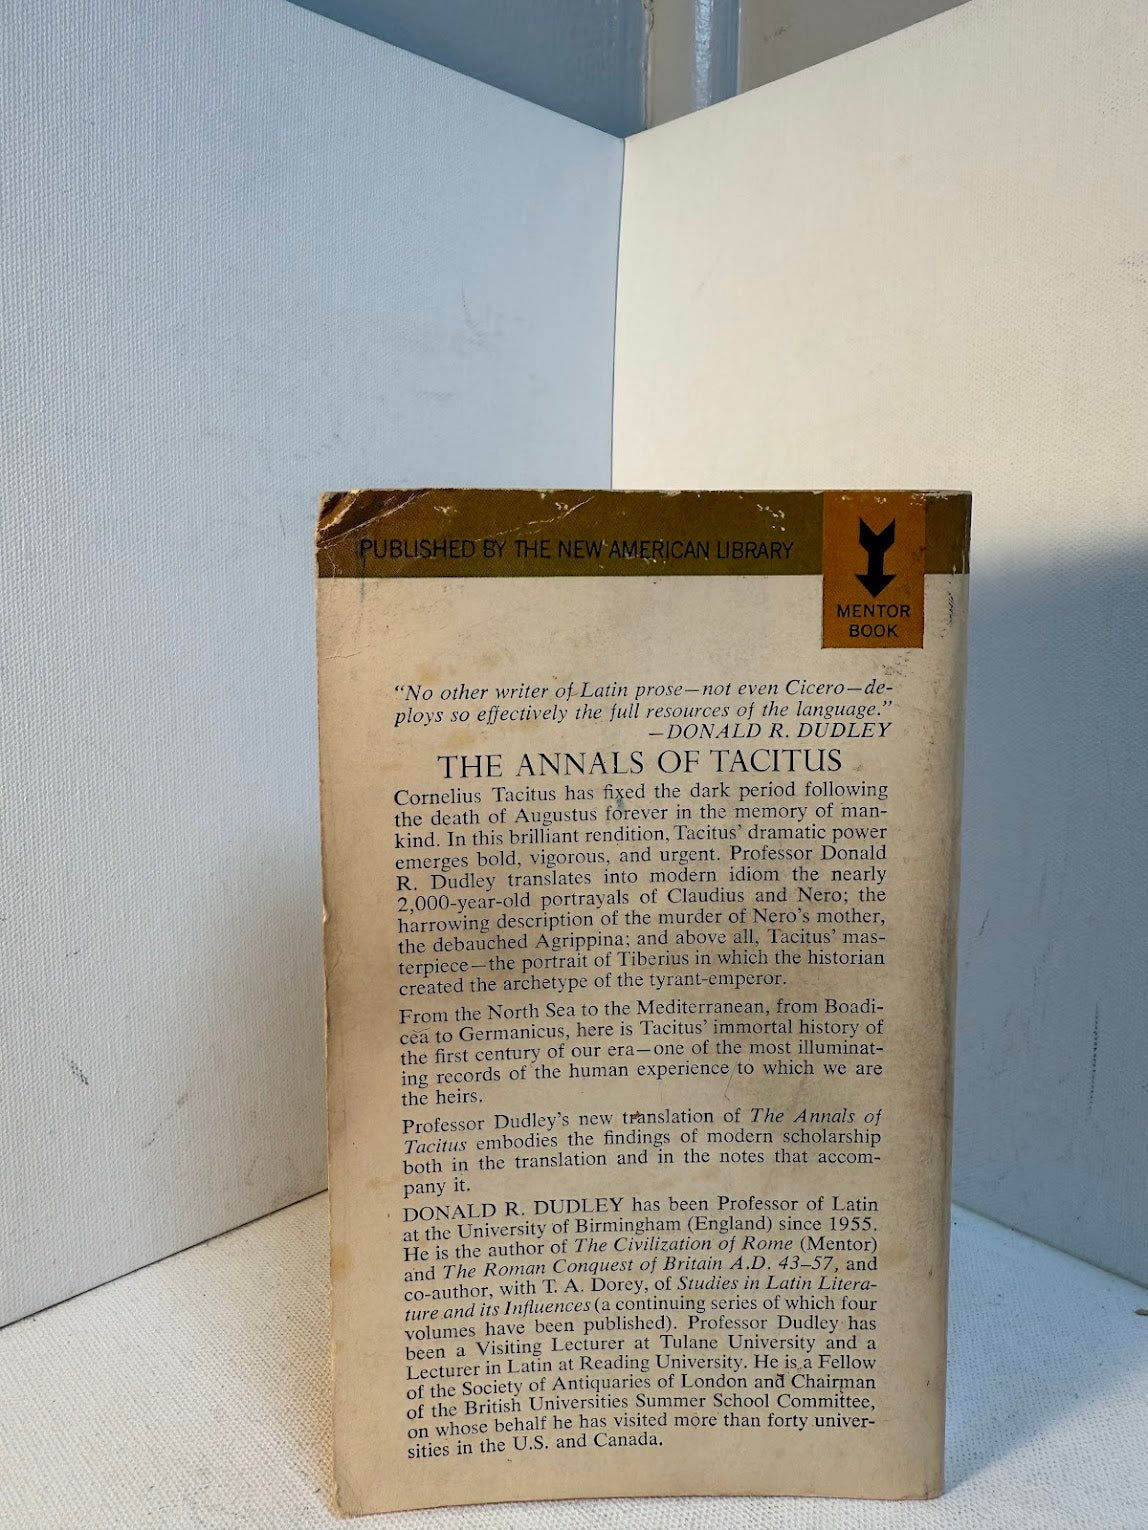 PUBLISHED BY THE NEW AMERICAN LIBRARY
MENTOR
BOOK
“No other writer of Latin prose—not even Cicero—de-
ploys so effectively the full resources of the language.”
—DONALD R. DUDLEY
THE ANNALS OF TACITUS
Cornelius Tacitus has fixed the dark period following
the death of Augustus forever in the memory of man-
kind. In this brilliant rendition, Tacitus’ dramatic power
emerges bold, vigorous, and urgent. Professor Donald
R. Dudley translates into modern idiom the nearly
2,000-year-old portrayals of Claudius and Nero; the
harrowing description of the murder of Nero’s mother,
the debauched Agrippina; and above all, Tacitus’ mas-
terpiece—the portrait of Tiberius in which the historian
created the archetype of the tyrant-emperor.
From the North Sea to the Mediterranean, from Boadi-
cea to Germanicus, here is Tacitus’ immortal history of
the first century of our era—one of the most illuminat-
ing records of the human experience to which we are
the heirs.
Professor Dudley’s new translation of The Annals of
Tacitus embodies the findings of modern scholarship
both in the translation and in the notes that accom-
pany it.
DONALD R. DUDLEY has been Professor of Latin
at the University of Birmingham (England) since 1955.
He is the author of The Civilization of Rome (Mentor)
and The Roman Conquest of Britain A.D. 43–57, and
co-author, with T. A. Dorey, of Studies in Latin Litera-
ture and its Influences (a continuing series of which four
volumes have been published). Professor Dudley has
been a Visiting Lecturer at Tulane University and a
Lecturer in Latin at Reading University. He is a Fellow
of the Society of Antiquaries of London and Chairman
of the British Universities Summer School Committee,
on whose behalf he has visited more than forty univer-
sities in the U.S. and Canada.